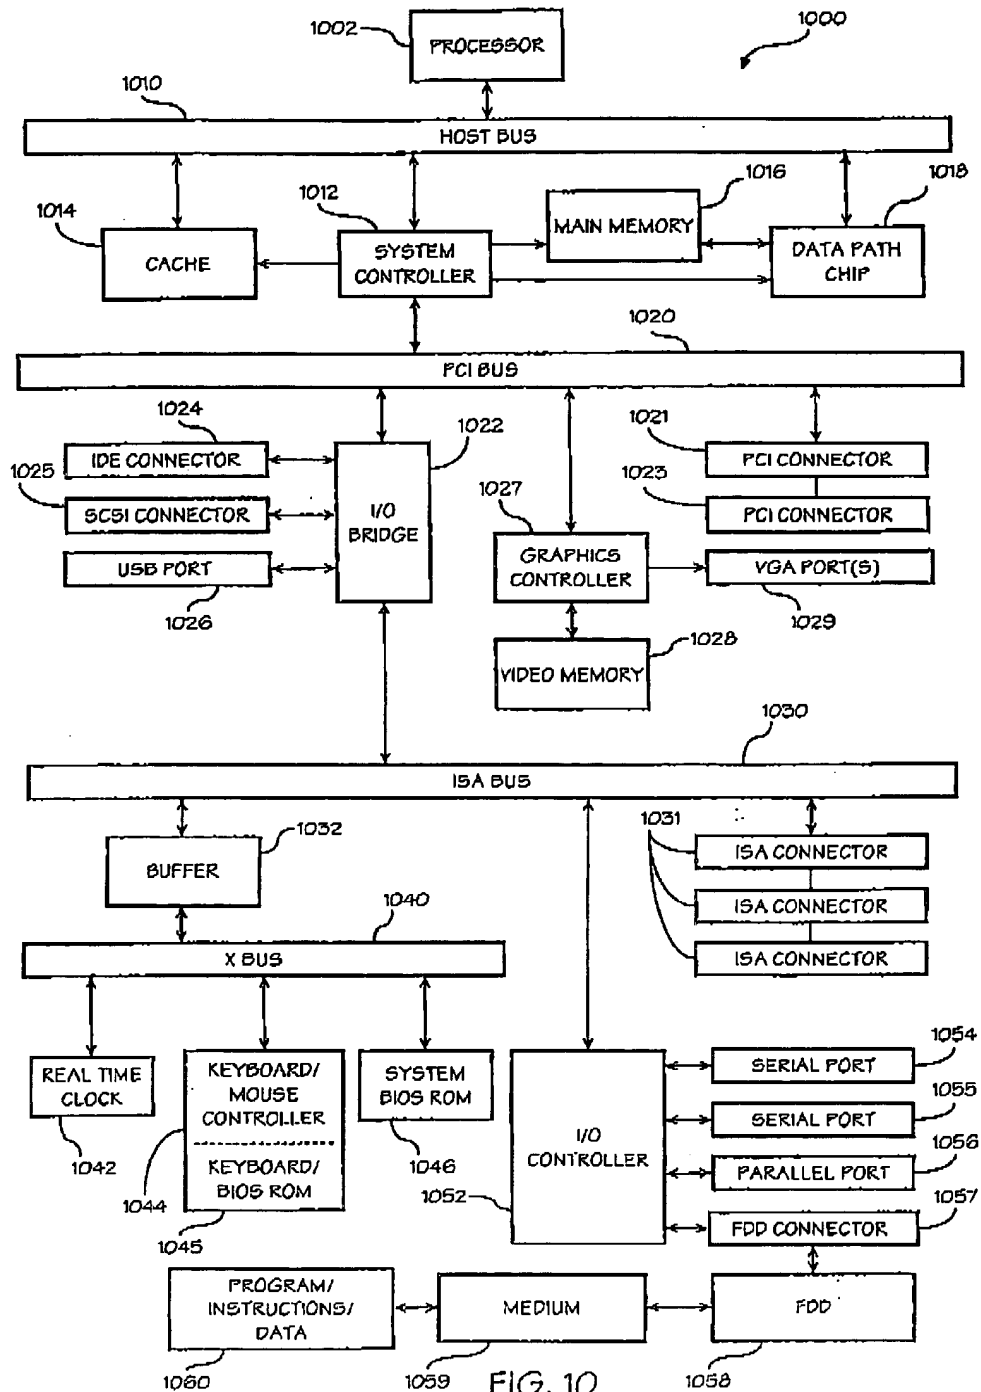 1002
PROCESSOR
1000
1010
HOST BUS
1012
1016
1018
1014
CACHE
SYSTEM
CONTROLLER
MAIN MEMORY
DATA PATH
CHIP
1020
PCI BUS
1024
IDE CONNECTOR
1025
SCSI CONNECTOR
USB PORT
1026
1022
I/O
BRIDGE
1027
GRAPHICS
CONTROLLER
1028
VIDEO MEMORY
1021
PCI CONNECTOR
1023
PCI CONNECTOR
VGA PORT(S)
1029
1030
ISA BUS
1032
BUFFER
1031
ISA CONNECTOR
ISA CONNECTOR
ISA CONNECTOR
1040
X BUS
REAL TIME
CLOCK
1042
KEYBOARD/
MOUSE
CONTROLLER
1044
KEYBOARD/
BIOS ROM
1045
SYSTEM
BIOS ROM
1046
I/O
CONTROLLER
1052
1054
SERIAL PORT
1055
SERIAL PORT
1056
PARALLEL PORT
1057
FDD CONNECTOR
PROGRAM/
INSTRUCTIONS/
DATA
MEDIUM
FDD
1060
1059
1058
FIG. 10